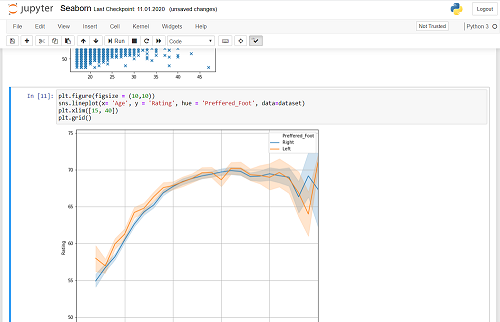 jupyter Seaborn Last Checkpoint: 11.01.2020 (unsaved changes) Logout
File Edit View Insert Cell Kernel Widgets Help Not Trusted Python 3
Run Code
50
20 25 30 35 40 45
In [11]: plt.figure(figsize = (10,10))
sns.lineplot(x= 'Age', y = 'Rating', hue = 'Preffered_Foot', data=dataset)
plt.xlim([15, 40])
plt.grid()
75
Preffered_Foot
Right
Left
70
65
Rating
60
55
50